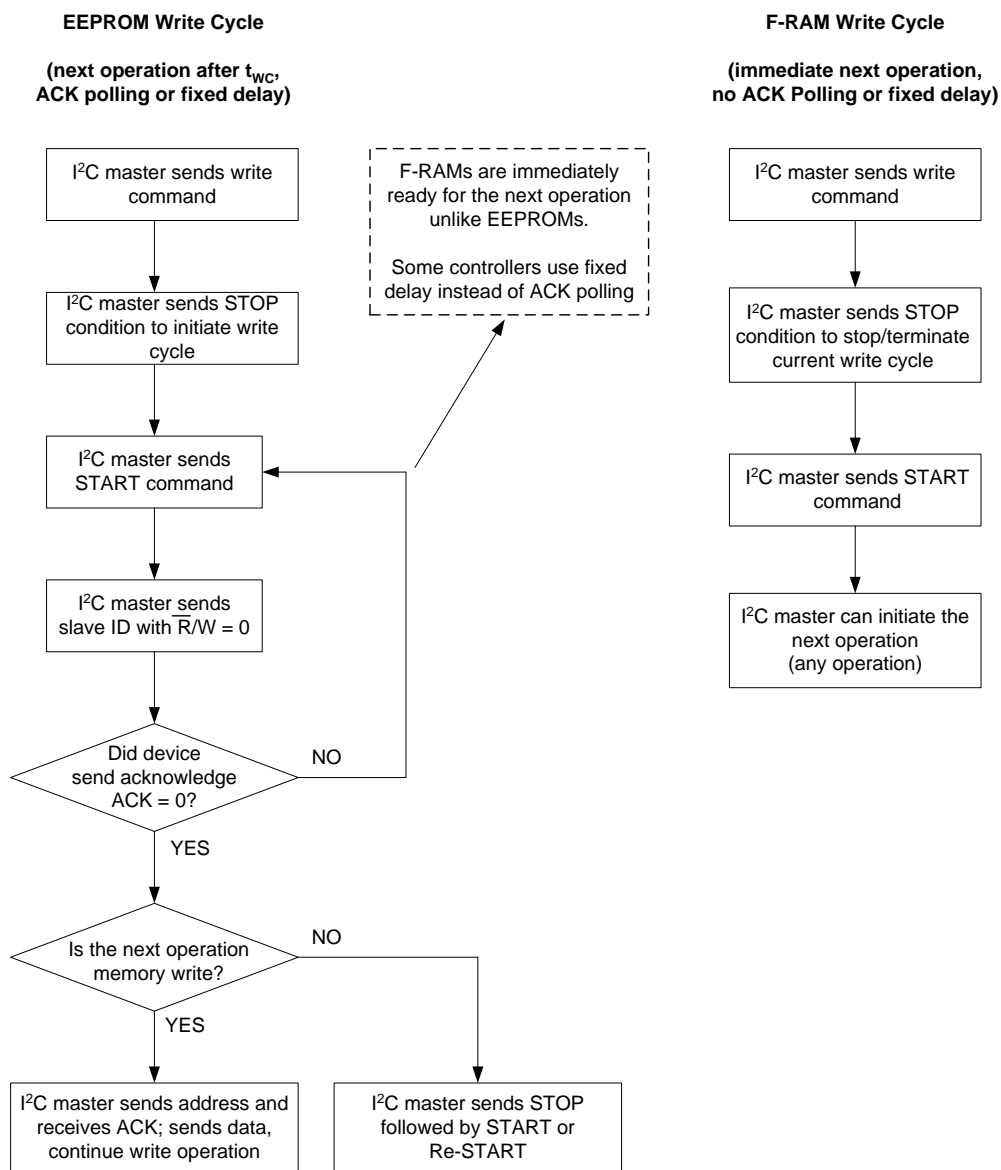 EEPROM Write Cycle
(next operation after tWC,
ACK polling or fixed delay)
I²C master sends write
command
I²C master sends STOP
condition to initiate write
cycle
I²C master sends
START command
I²C master sends
slave ID with R̅/W = 0
Did device
send acknowledge
ACK = 0?
NO
YES
Is the next operation
memory write?
NO
YES
I²C master sends address and
receives ACK; sends data,
continue write operation
I²C master sends STOP
followed by START or
Re-START
F-RAMs are immediately
ready for the next operation
unlike EEPROMs.
Some controllers use fixed
delay instead of ACK polling
F-RAM Write Cycle
(immediate next operation,
no ACK Polling or fixed delay)
I²C master sends write
command
I²C master sends STOP
condition to stop/terminate
current write cycle
I²C master sends START
command
I²C master can initiate the
next operation
(any operation)